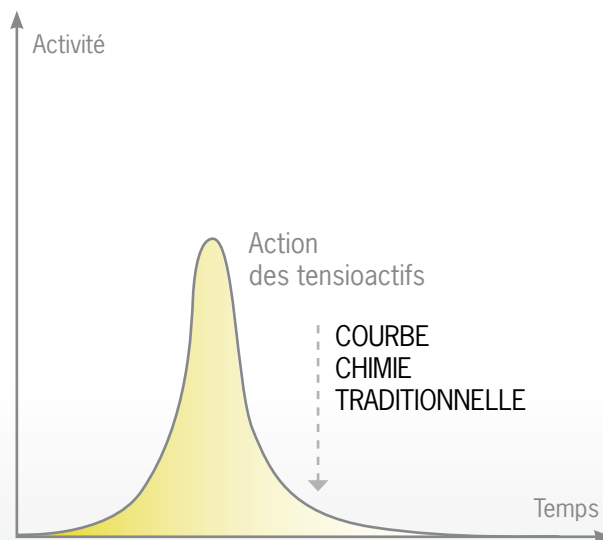 Activité
Action
des tensioactifs
COURBE
CHIMIE
TRADITIONNELLE
Temps